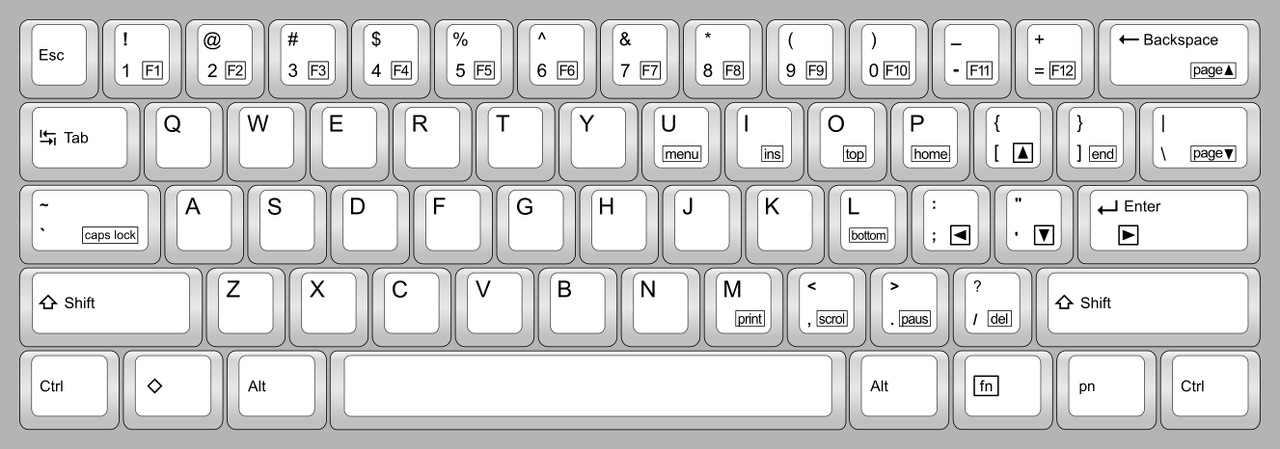 Esc ! 1 F1 @ 2 F2 # 3 F3 $ 4 F4 % 5 F5 ^ 6 F6 & 7 F7 * 8 F8 ( 9 F9 ) 0 F10 _ - F11 + = F12 ← Backspace page▲
Tab Q W E R T Y U menu I ins O top P home { [ ▲ } ] end | \ page▼
~ ` caps lock A S D F G H J K L bottom : ; ◄ " ' ▼ ↵ Enter ►
⇧ Shift Z X C V B N M print < , scrol > . paus ? / del ⇧ Shift
Ctrl ◇ Alt Alt fn pn Ctrl